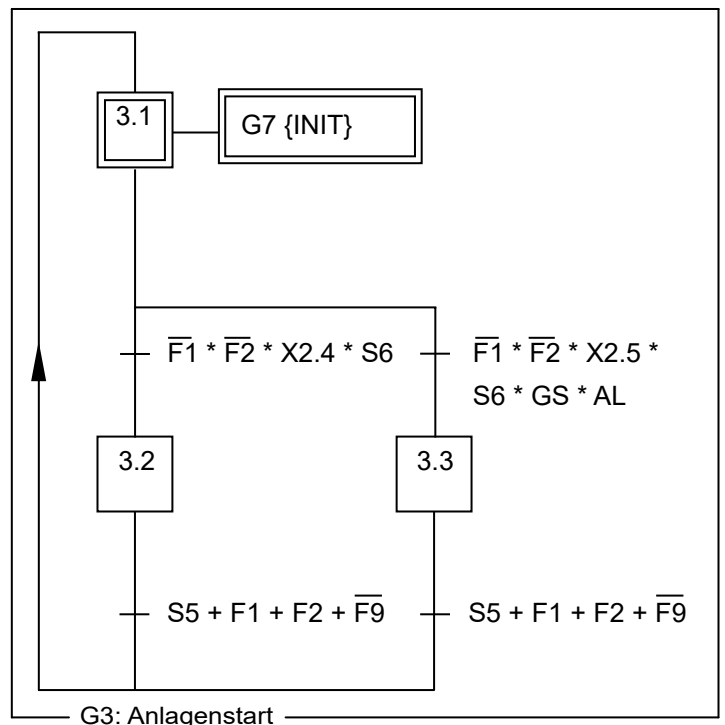 3.1
G7 {INIT}
F̅1 * F̅2 * X2.4 * S6
F̅1 * F̅2 * X2.5 *
S6 * GS * AL
3.2
3.3
S5 + F1 + F2 + F̅9̅
S5 + F1 + F2 + F̅9̅
G3: Anlagenstart